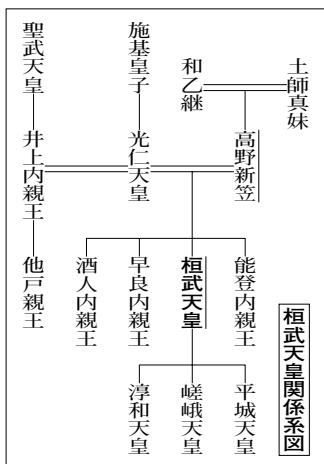 桓武天皇関係系図
土師真妹
和乙継
高野新笠
施基皇子
光仁天皇
聖武天皇
井上内親王
他戸親王
能登内親王
桓武天皇
早良内親王
酒人内親王
平城天皇
嵯峨天皇
淳和天皇